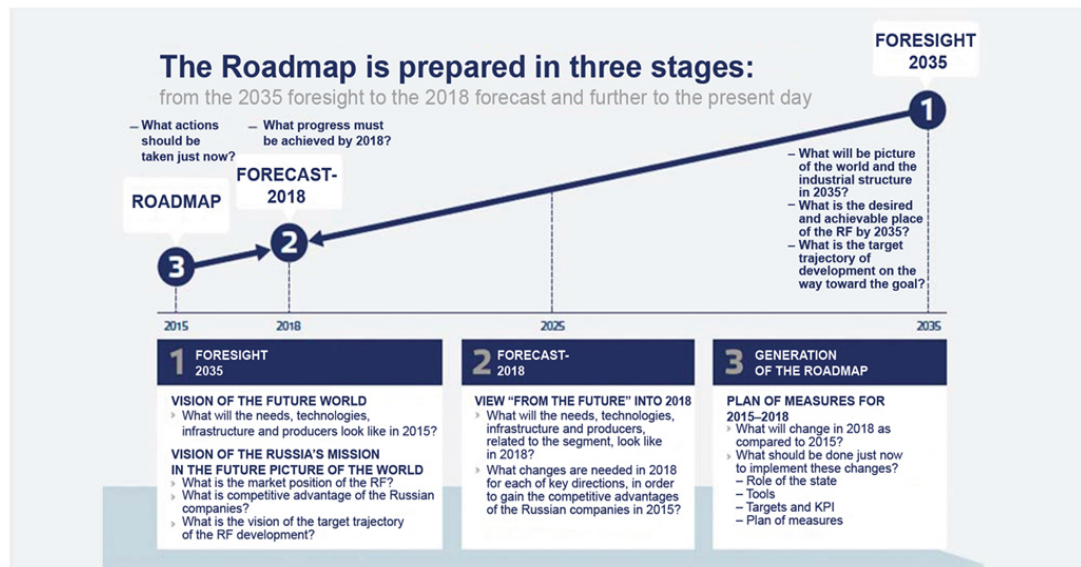 The Roadmap is prepared in three stages:
from the 2035 foresight to the 2018 forecast and further to the present day
FORESIGHT
2035
1
– What actions
should be
taken just now?
– What progress must
be achieved by 2018?
ROADMAP
FORECAST-
2018
3
2
– What will be picture
of the world and the
industrial structure
in 2035?
– What is the desired
and achievable place
of the RF by 2035?
– What is the target
trajectory of
development on the
way toward the goal?
2015
2018
2025
2035
1 FORESIGHT
2035
VISION OF THE FUTURE WORLD
› What will the needs, technologies,
infrastructure and producers look like in 2015?
VISION OF THE RUSSIA'S MISSION
IN THE FUTURE PICTURE OF THE WORLD
› What is the market position of the RF?
› What is competitive advantage of the Russian
companies?
› What is the vision of the target trajectory
of the RF development?
2 FORECAST-
2018
VIEW “FROM THE FUTURE” INTO 2018
› What will the needs, technologies,
infrastructure and producers,
related to the segment, look like
in 2018?
› What changes are needed in 2018
for each of key directions, in order
to gain the competitive advantages
of the Russian companies in 2015?
3 GENERATION
OF THE ROADMAP
PLAN OF MEASURES FOR
2015–2018
› What will change in 2018 as
compared to 2015?
› What should be done just now
to implement these changes?
– Role of the state
– Tools
– Targets and KPI
– Plan of measures